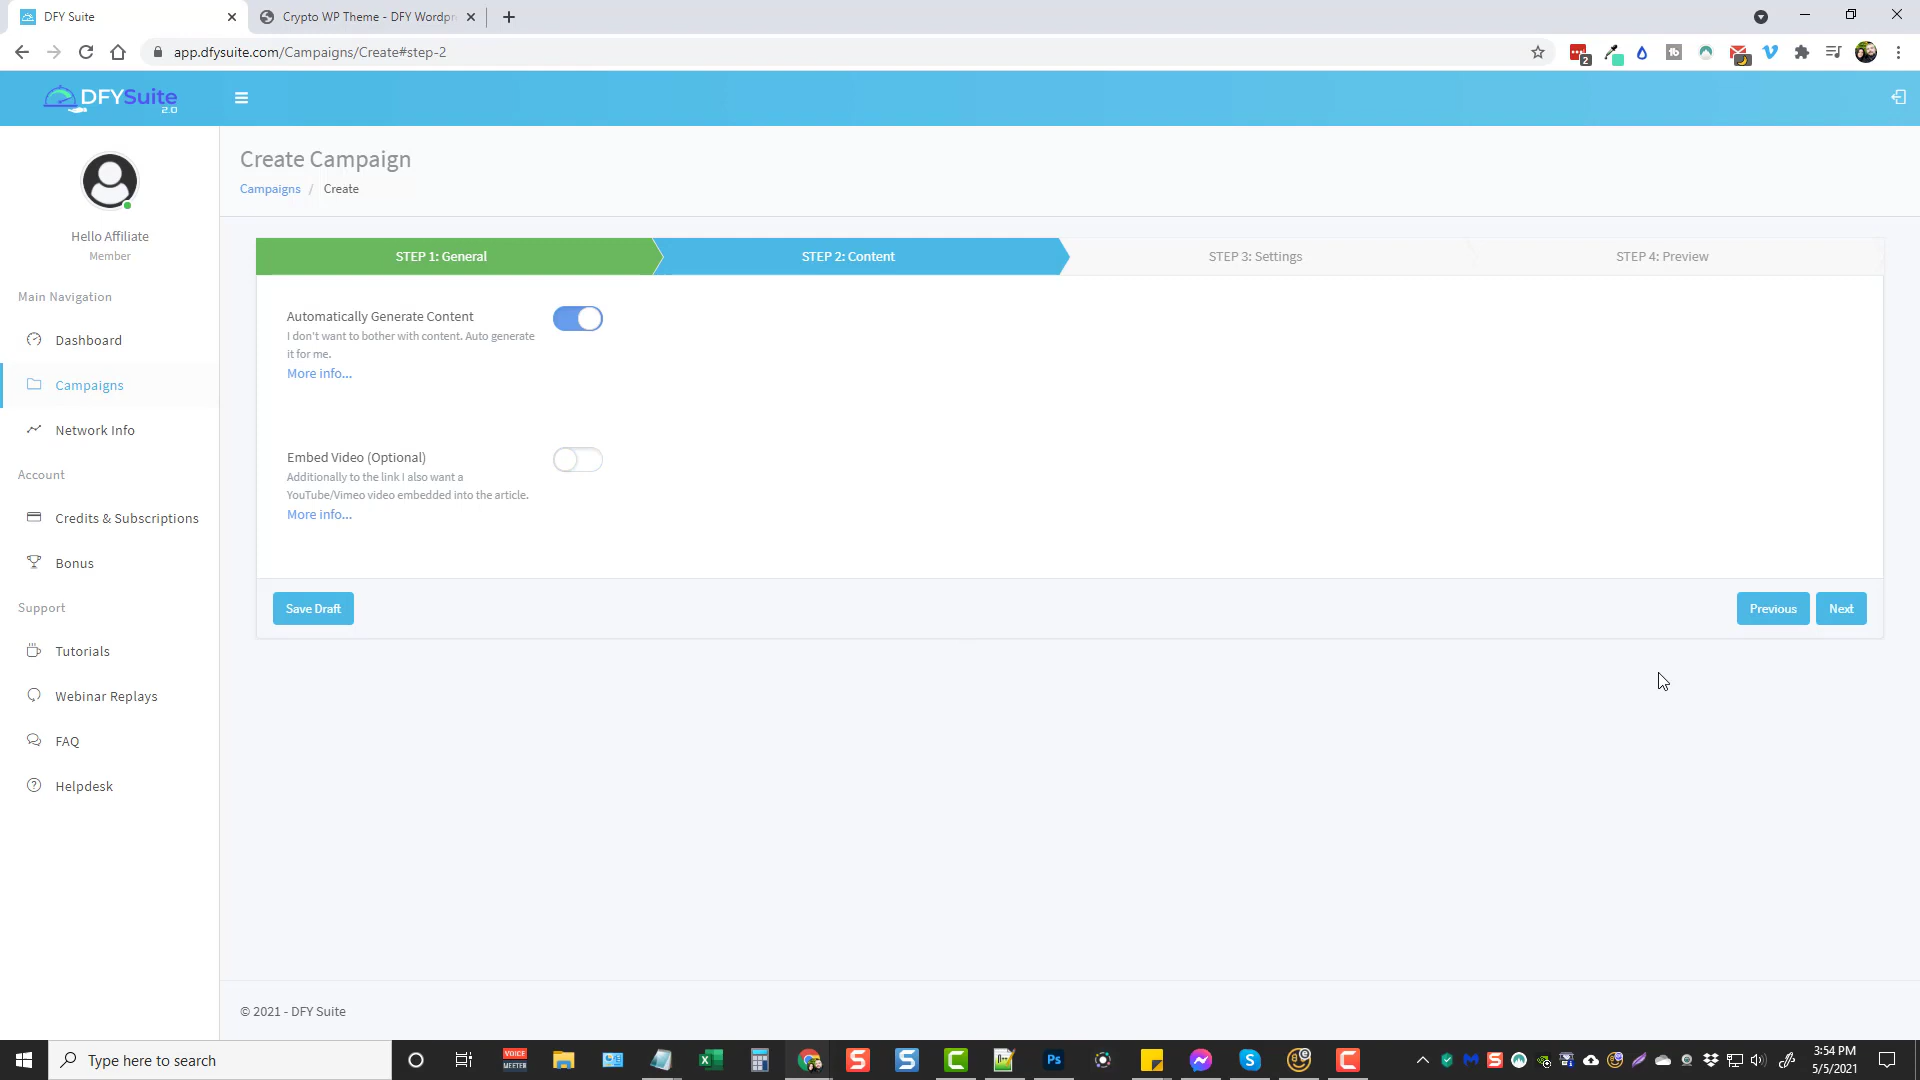 DFY Suite
Crypto WP Theme - DFY Wordpr
app.dfysuite.com/Campaigns/Create#step-2
2
DFYSuite
2.0
Create Campaign
Campaigns / Create
Hello Affiliate
Member
Main Navigation
Dashboard
Campaigns
Network Info
Account
Credits & Subscriptions
Bonus
Support
Tutorials
Webinar Replays
FAQ
Helpdesk
STEP 1: General
STEP 2: Content
STEP 3: Settings
STEP 4: Preview
Automatically Generate Content
I don't want to bother with content. Auto generate
it for me.
More info...
Embed Video (Optional)
Additionally to the link I also want a
YouTube/Vimeo video embedded into the article.
More info...
Save Draft
Previous
Next
© 2021 - DFY Suite
Type here to search
VOICE
MEETER
Ps
3:54 PM
5/5/2021